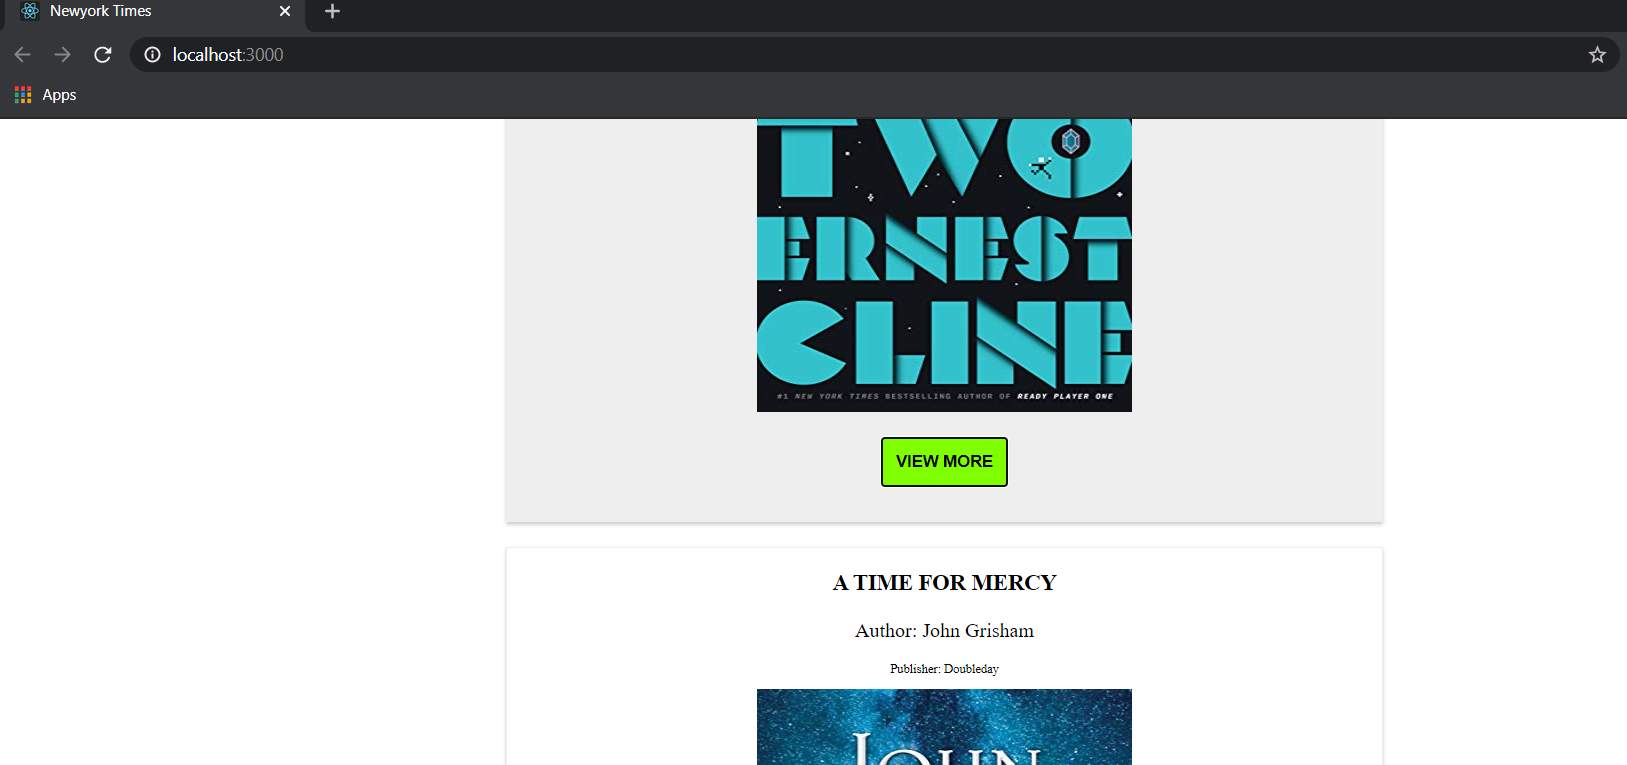 Newyork Times
localhost:3000
Apps
TWO
ERNEST
CLINE
#1 NEW YORK TIMES BESTSELLING AUTHOR OF READY PLAYER ONE
VIEW MORE
A TIME FOR MERCY
Author: John Grisham
Publisher: Doubleday
JOHN